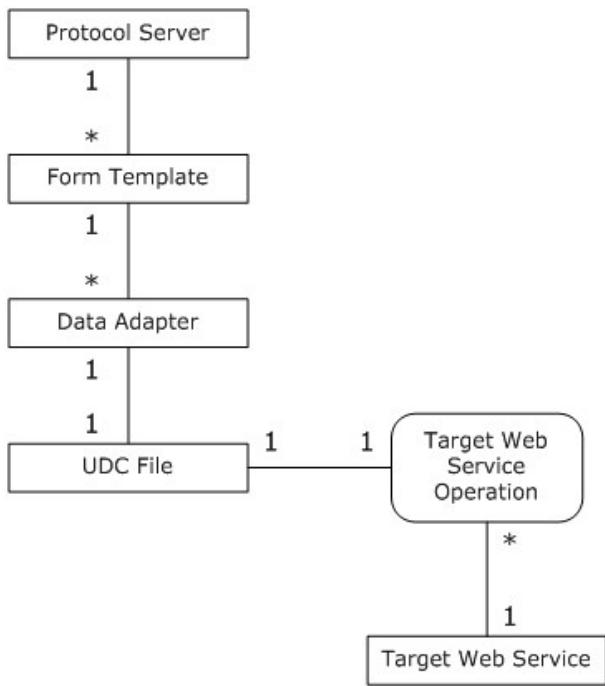 Protocol Server
1
*
Form Template
1
*
Data Adapter
1
1
UDC File
1 1
Target Web
Service
Operation
*
1
Target Web Service